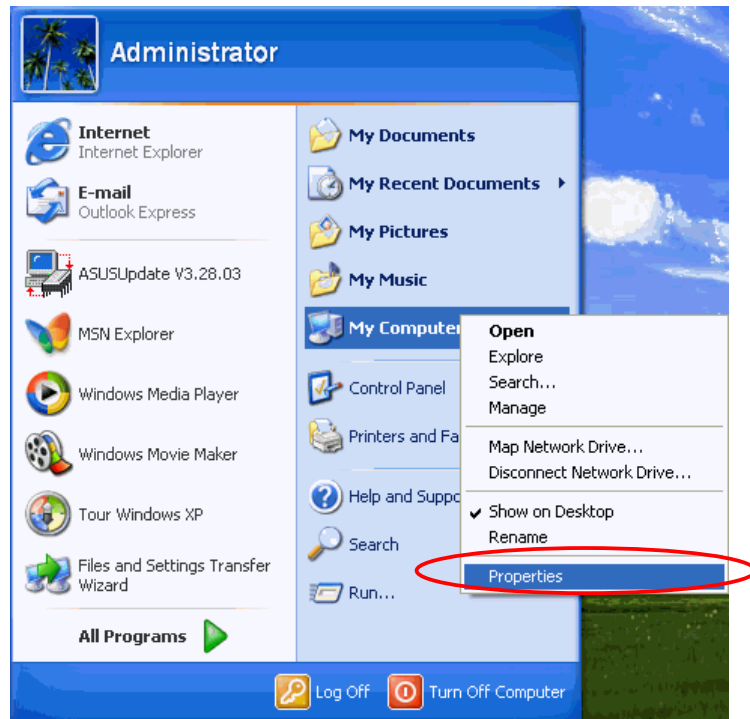 Administrator
Internet
Internet Explorer
E-mail
Outlook Express
ASUSUpdate V3.28.03
MSN Explorer
Windows Media Player
Windows Movie Maker
Tour Windows XP
Files and Settings Transfer
Wizard
All Programs
My Documents
My Recent Documents
My Pictures
My Music
My Computer
Control Panel
Printers and Fa
Help and Suppo
Search
Run...
Open
Explore
Search...
Manage
Map Network Drive...
Disconnect Network Drive...
Show on Desktop
Rename
Properties
Log Off
Turn Off Computer